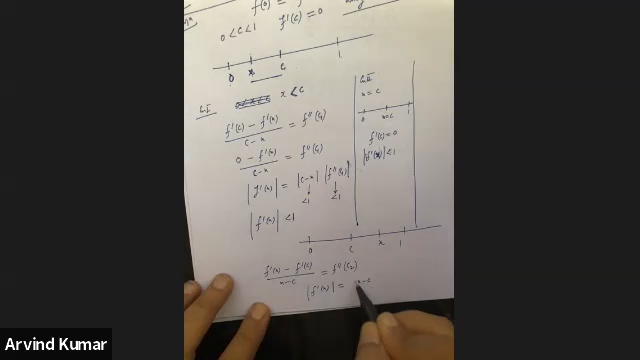 f(0) = f
0 < c < 1 f'(c) = 0
0 x c 1
x < c
f'(c) - f'(x) / c-x = f''(c₁)
0 - f'(x) / c-x = f''(c₁)
|f'(x)| = |c-x| |f''(c₁)|
<1 <1
|f'(x)| < 1
x = c
0 x=c 1
f'(c) = 0
|f'(x)| < 1
0 c x 1
f'(x) - f'(c) / x-c = f''(c₂)
|f'(x)| = x-c
Arvind Kumar